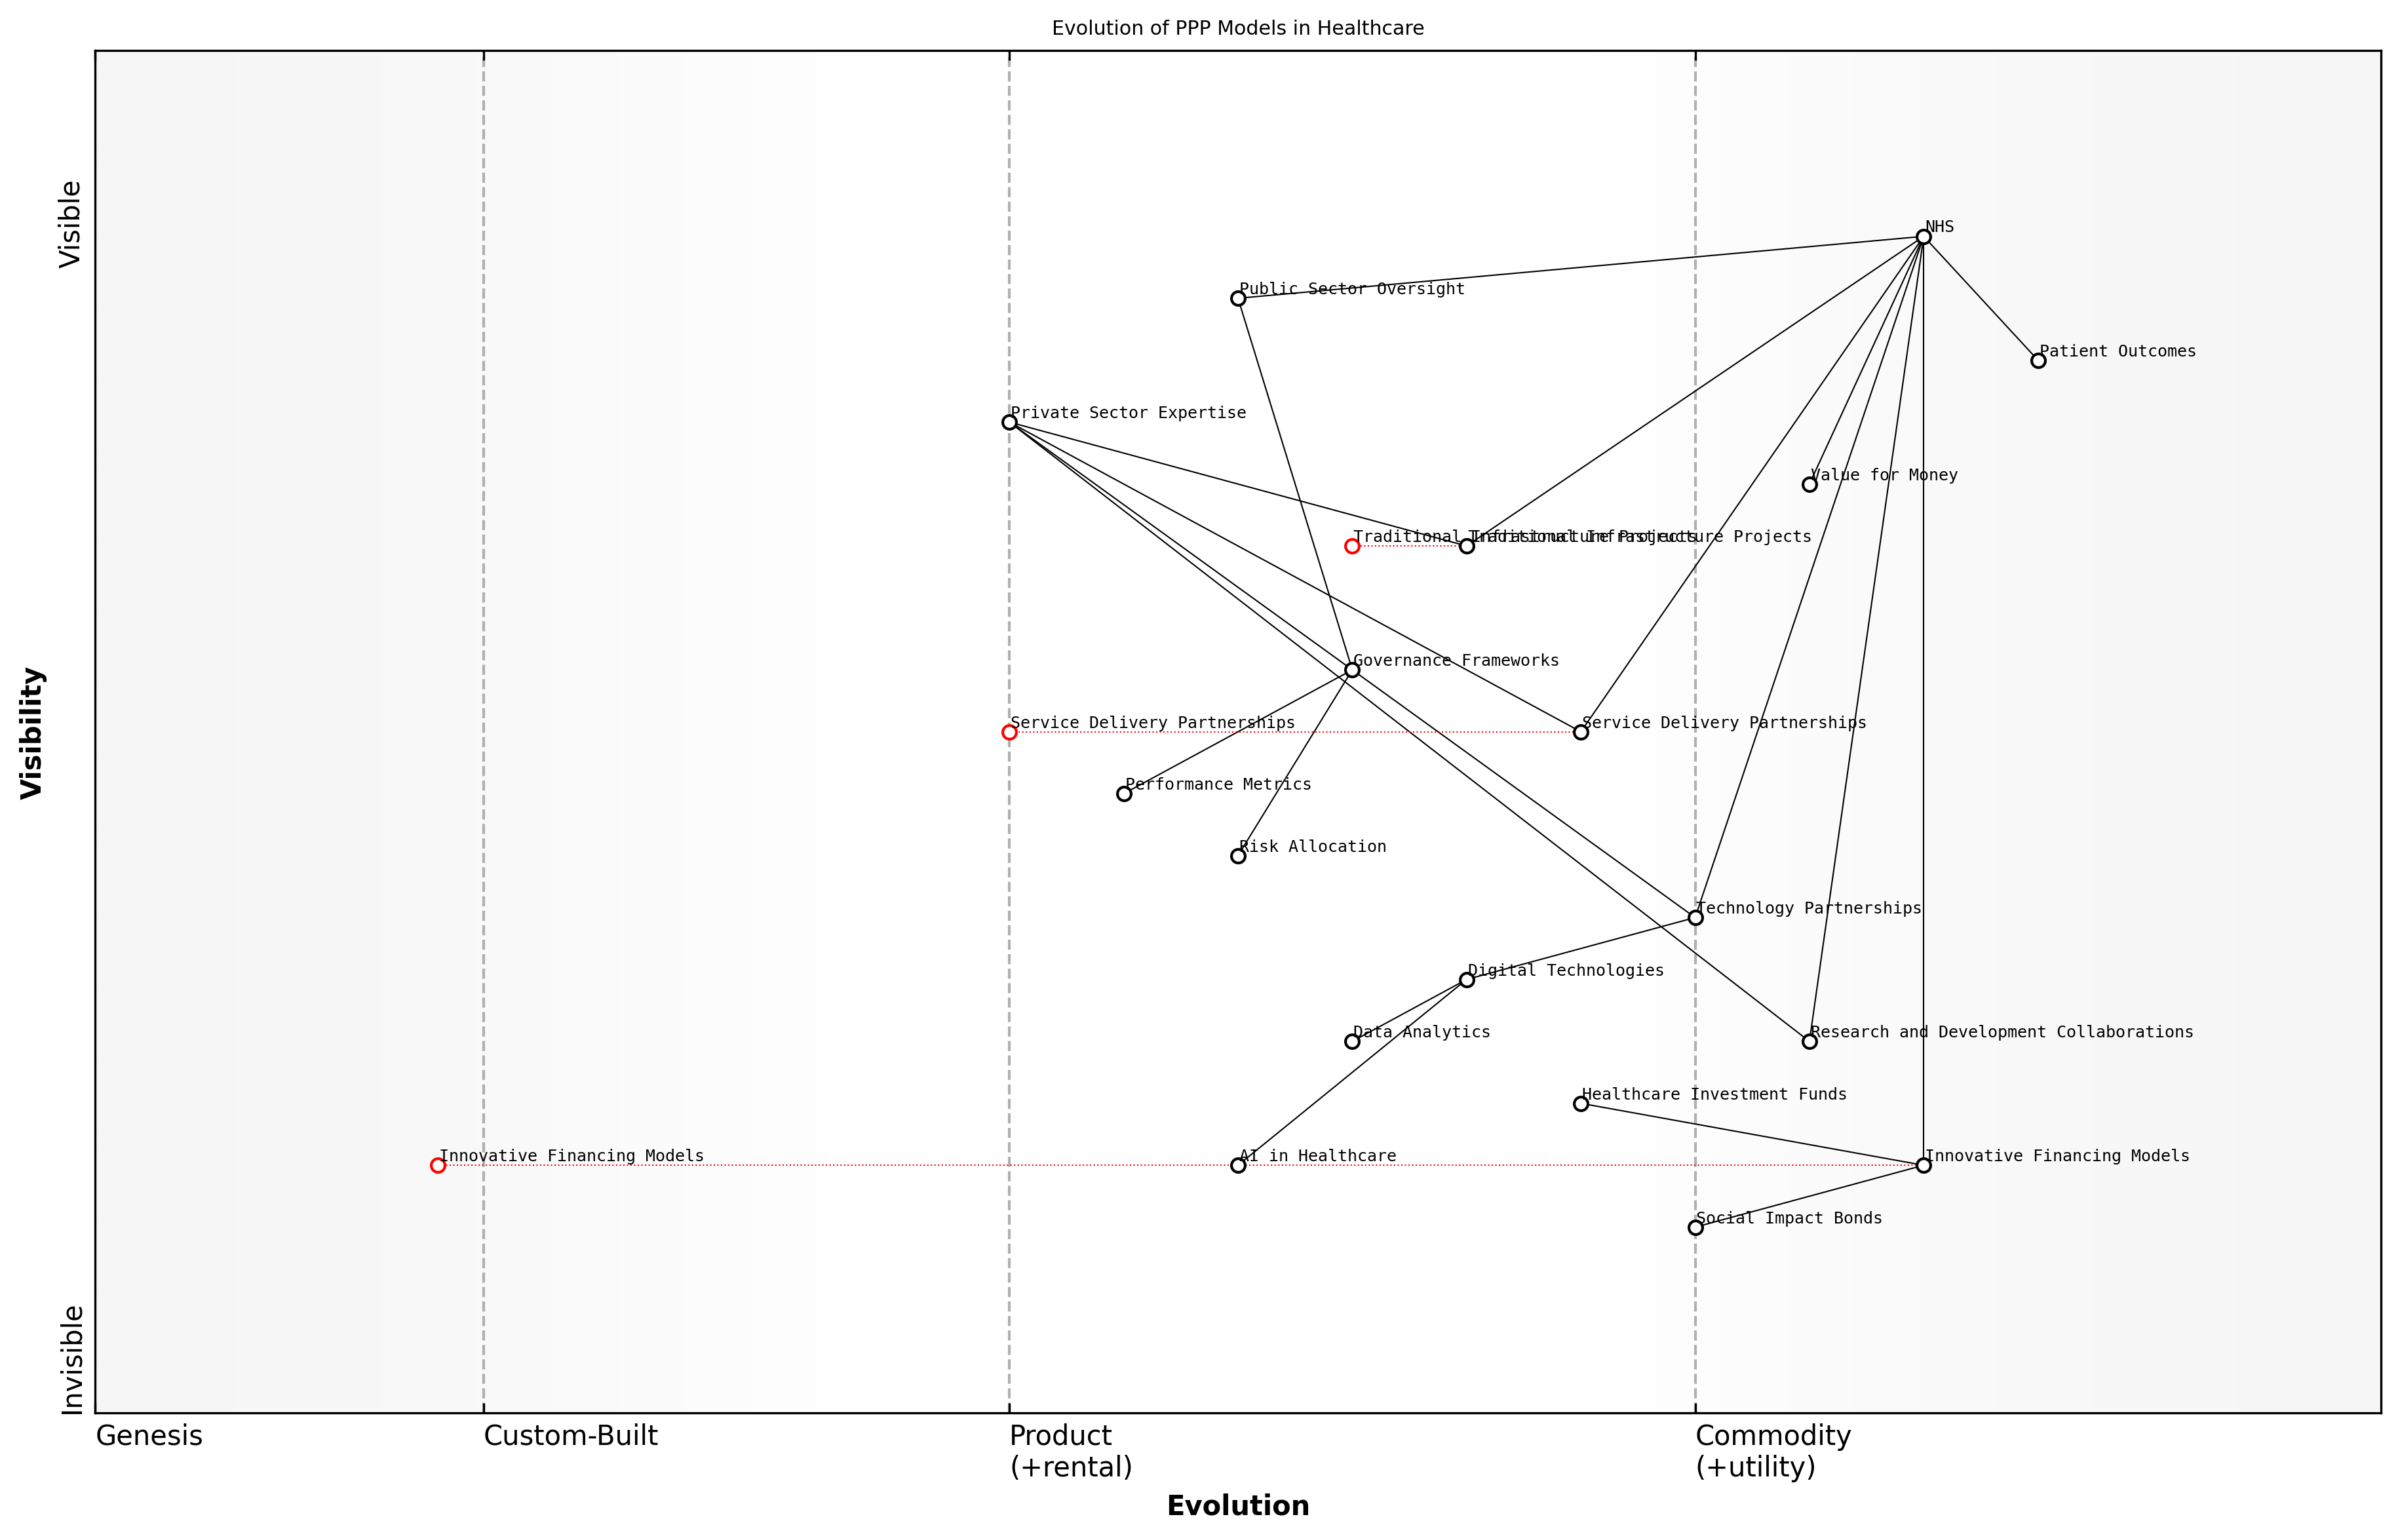 Evolution of PPP Models in Healthcare
Visible
NHS
Public Sector Oversight
Patient Outcomes
Private Sector Expertise
Value for Money
Traditional Infrastructure Projects
Traditional Infrastructure Projects
Governance Frameworks
Service Delivery Partnerships
Service Delivery Partnerships
Visibility
Performance Metrics
Risk Allocation
Technology Partnerships
Digital Technologies
Data Analytics
Research and Development Collaborations
Healthcare Investment Funds
Innovative Financing Models
AI in Healthcare
Innovative Financing Models
Social Impact Bonds
Invisible
Genesis
Custom-Built
Product
(+rental)
Commodity
(+utility)
Evolution